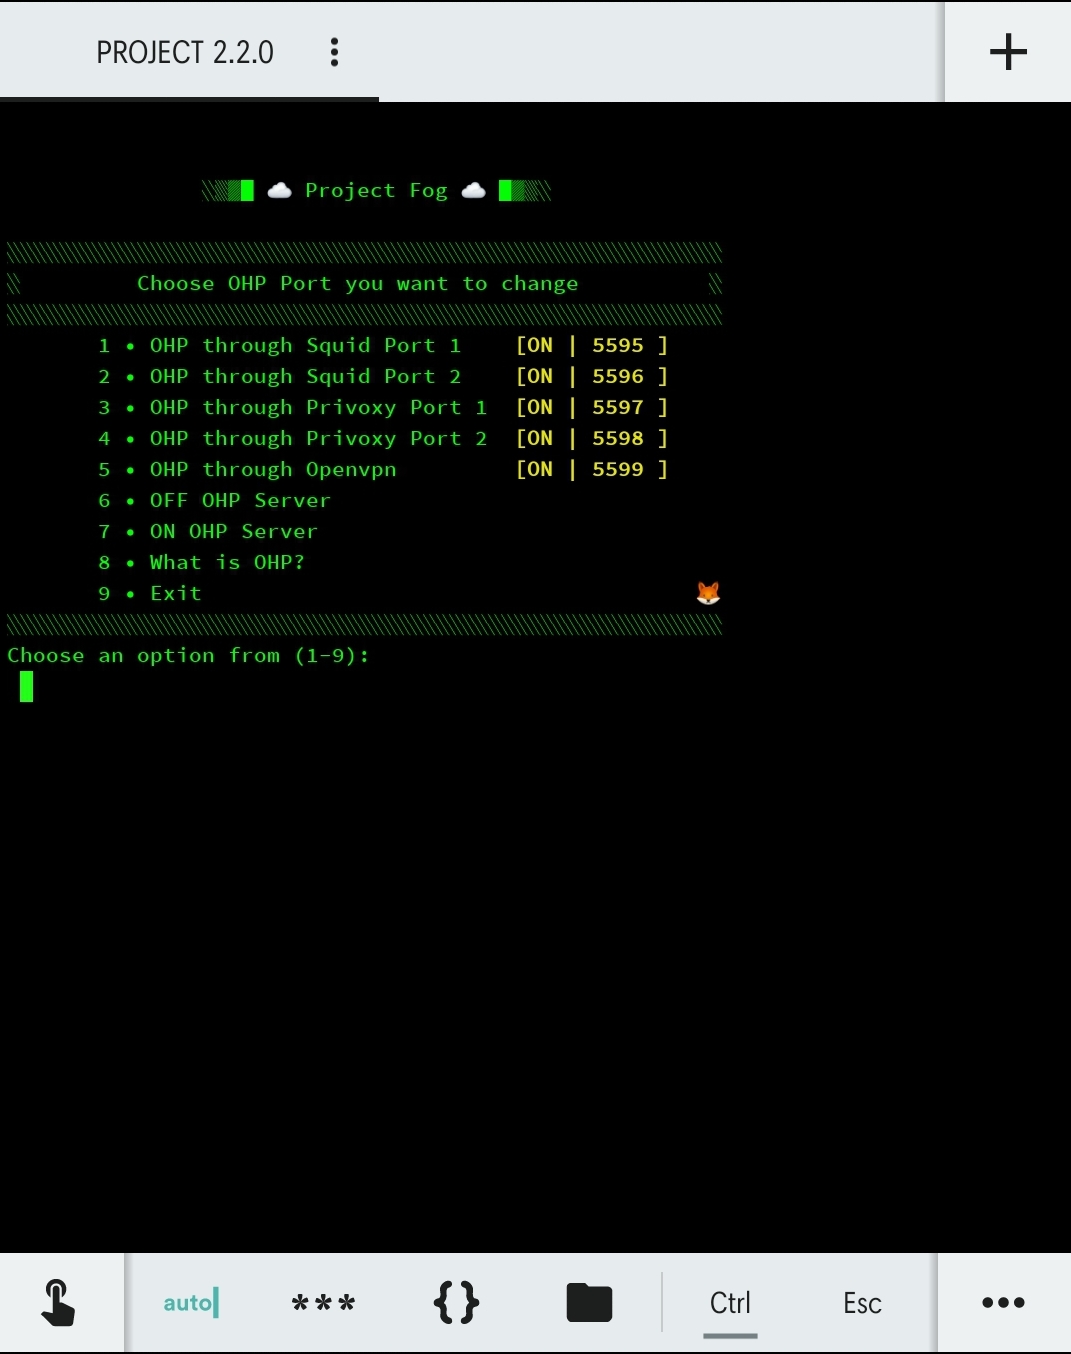 PROJECT 2.2.0
Project Fog
Choose OHP Port you want to change
1 • OHP through Squid Port 1 [ON | 5595 ]
2 • OHP through Squid Port 2 [ON | 5596 ]
3 • OHP through Privoxy Port 1 [ON | 5597 ]
4 • OHP through Privoxy Port 2 [ON | 5598 ]
5 • OHP through Openvpn [ON | 5599 ]
6 • OFF OHP Server
7 • ON OHP Server
8 • What is OHP?
9 • Exit
Choose an option from (1-9):
auto *** {} Ctrl Esc